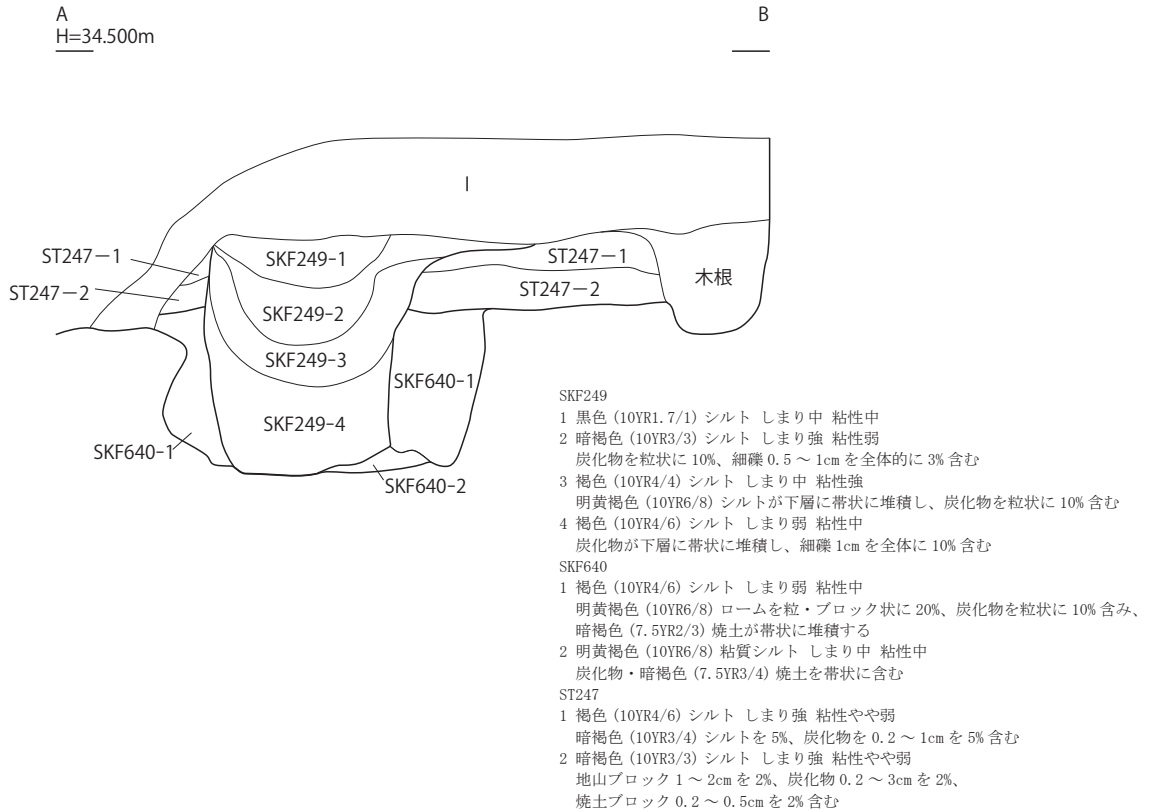 A
B
H=34.500m
I
ST247－1
SKF249-1
ST247－1
ST247－2
木根
ST247－2
SKF249-2
SKF249-3
SKF640-1
SKF249-4
SKF640-1
SKF640-2
SKF249
1 黒色 (10YR1.7/1) シルト しまり中 粘性中
2 暗褐色 (10YR3/3) シルト しまり強 粘性弱
炭化物を粒状に 10%、細礫 0.5 ～ 1cm を全体的に 3% 含む
3 褐色 (10YR4/4) シルト しまり中 粘性強
明黄褐色 (10YR6/8) シルトが下層に帯状に堆積し、炭化物を粒状に 10% 含む
4 褐色 (10YR4/6) シルト しまり弱 粘性中
炭化物が下層に帯状に堆積し、細礫 1cm を全体に 10% 含む
SKF640
1 褐色 (10YR4/6) シルト しまり弱 粘性中
明黄褐色 (10YR6/8) ロームを粒・ブロック状に 20%、炭化物を粒状に 10% 含み、
暗褐色 (7.5YR2/3) 焼土が帯状に堆積する
2 明黄褐色 (10YR6/8) 粘質シルト しまり中 粘性中
炭化物・暗褐色 (7.5YR3/4) 焼土を帯状に含む
ST247
1 褐色 (10YR4/6) シルト しまり強 粘性やや弱
暗褐色 (10YR3/4) シルトを 5%、炭化物を 0.2 ～ 1cm を 5% 含む
2 暗褐色 (10YR3/3) シルト しまり強 粘性やや弱
地山ブロック 1 ～ 2cm を 2%、炭化物 0.2 ～ 3cm を 2%、
焼土ブロック 0.2 ～ 0.5cm を 2% 含む